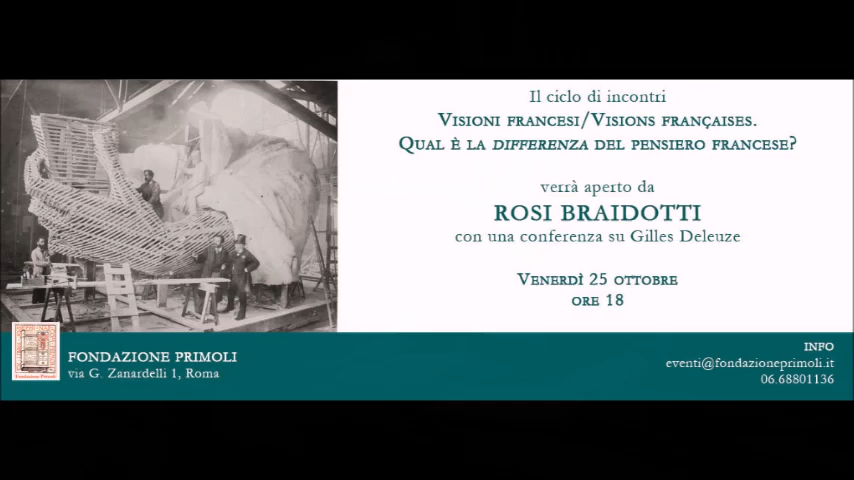 Il ciclo di incontri
Visioni francesi/Visions françaises.
Qual è la differenza del pensiero francese?
verrà aperto da
ROSI BRAIDOTTI
con una conferenza su Gilles Deleuze
Venerdì 25 ottobre
ore 18
FONDAZIONE PRIMOLI
via G. Zanardelli 1, Roma
INFO
eventi@fondazioneprimoli.it
06.68801136
Fondazione Primoli